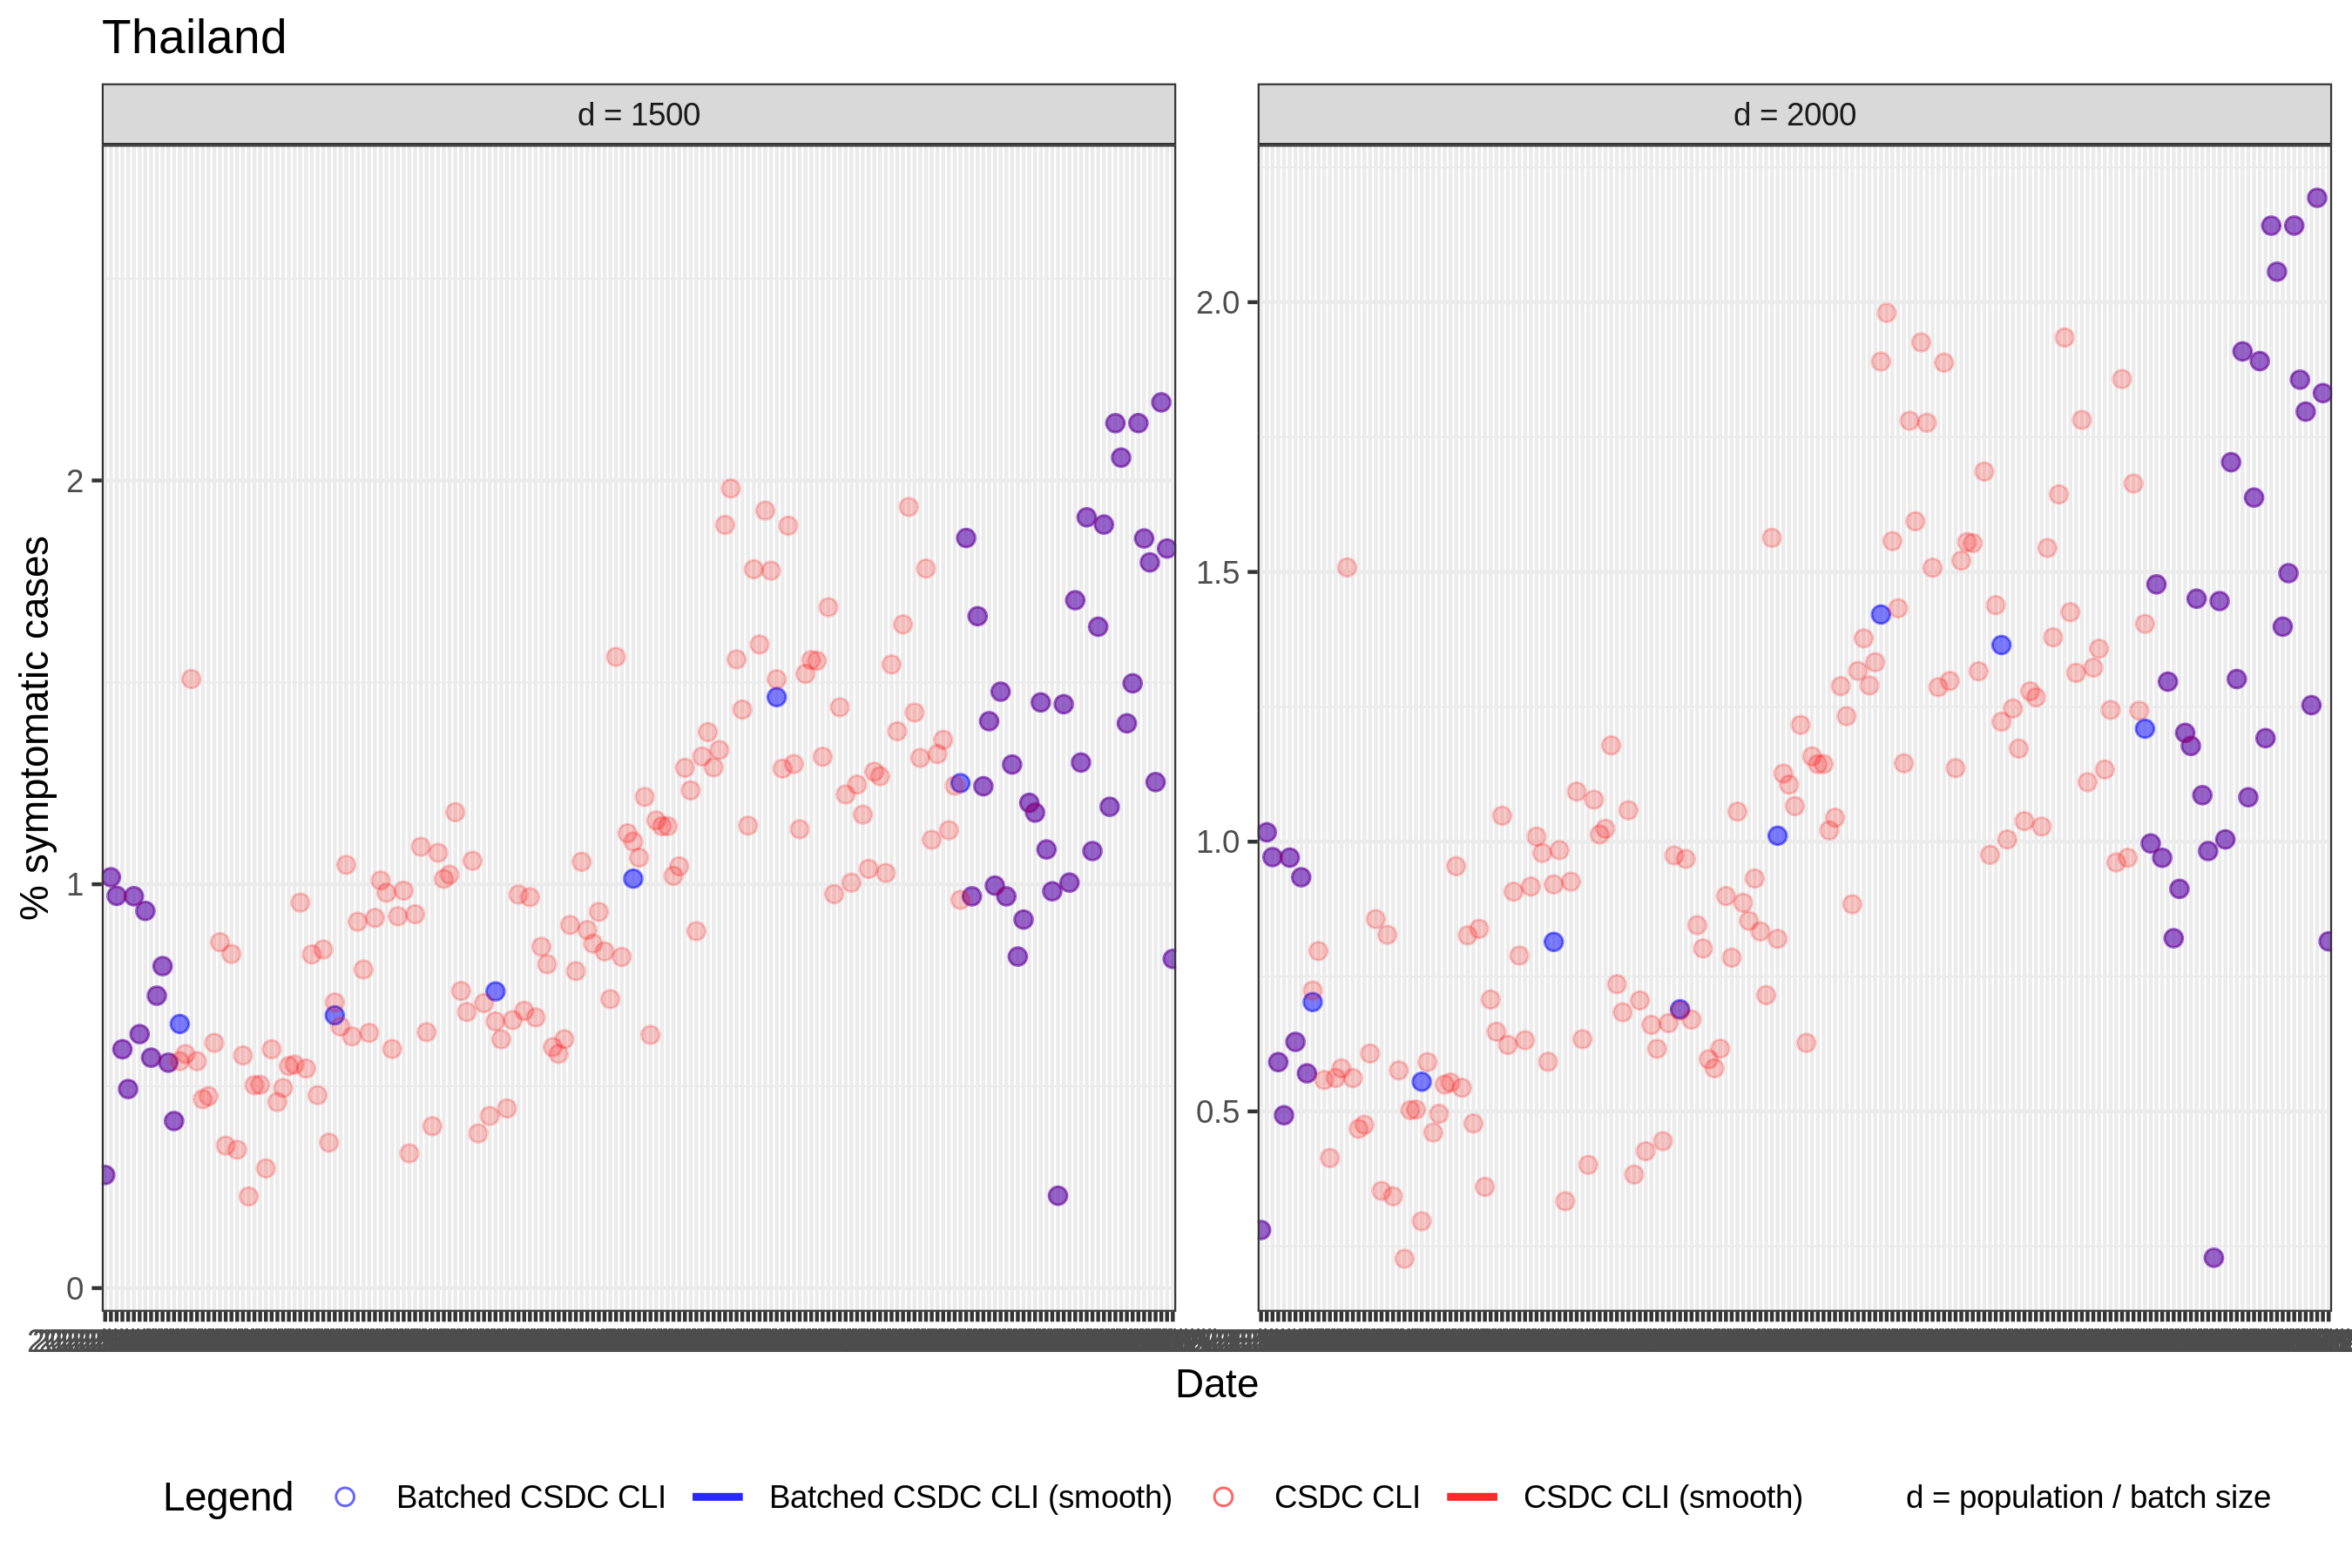 Thailand
d = 1500
d = 2000
% symptomatic cases
2
1
0
2.0
1.5
1.0
0.5
Date
Legend
Batched CSDC CLI
Batched CSDC CLI (smooth)
CSDC CLI
CSDC CLI (smooth)
d = population / batch size